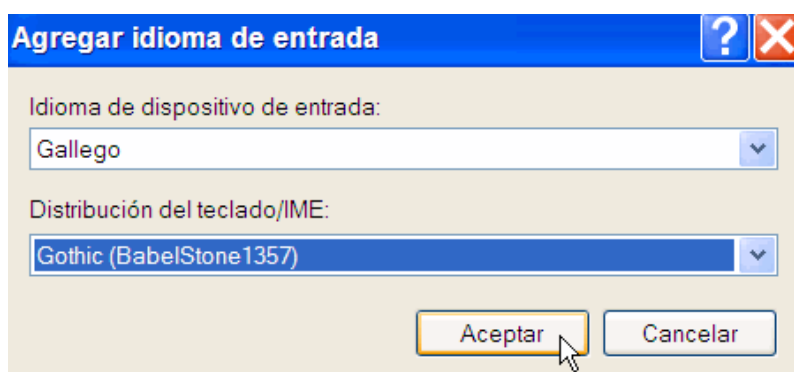 Agregar idioma de entrada
Idioma de dispositivo de entrada:
Gallego
Distribución del teclado/IME:
Gothic (BabelStone1357)
Aceptar Cancelar